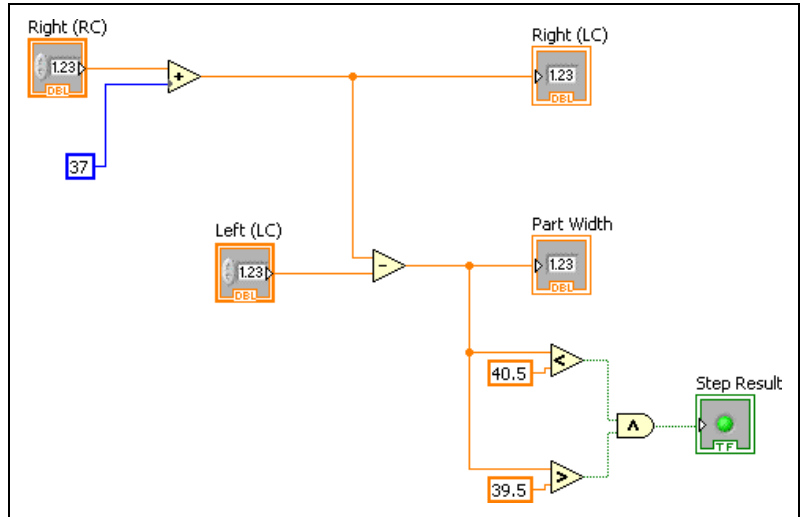 Right (RC)
1.23
DBL
+
Right (LC)
1.23
DBL
37
Left (LC)
1.23
DBL
-
Part Width
1.23
DBL
40.5
<
Step Result
TF
∧
39.5
>